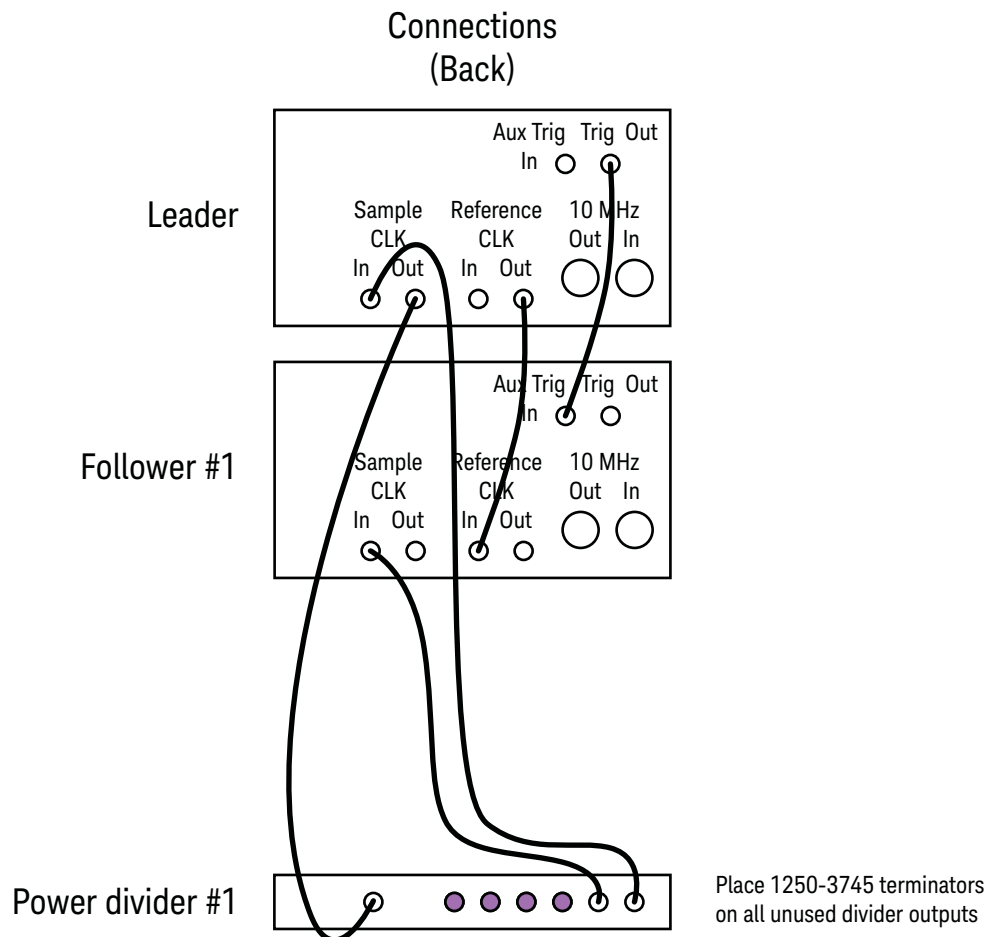 Connections
(Back)
Aux Trig Trig Out
In
Leader
Sample Reference 10 MHz
CLK CLK Out In
In Out In Out
Aux Trig Trig Out
In
Follower #1
Sample Reference 10 MHz
CLK CLK Out In
In Out In Out
Power divider #1
Place 1250-3745 terminators
on all unused divider outputs